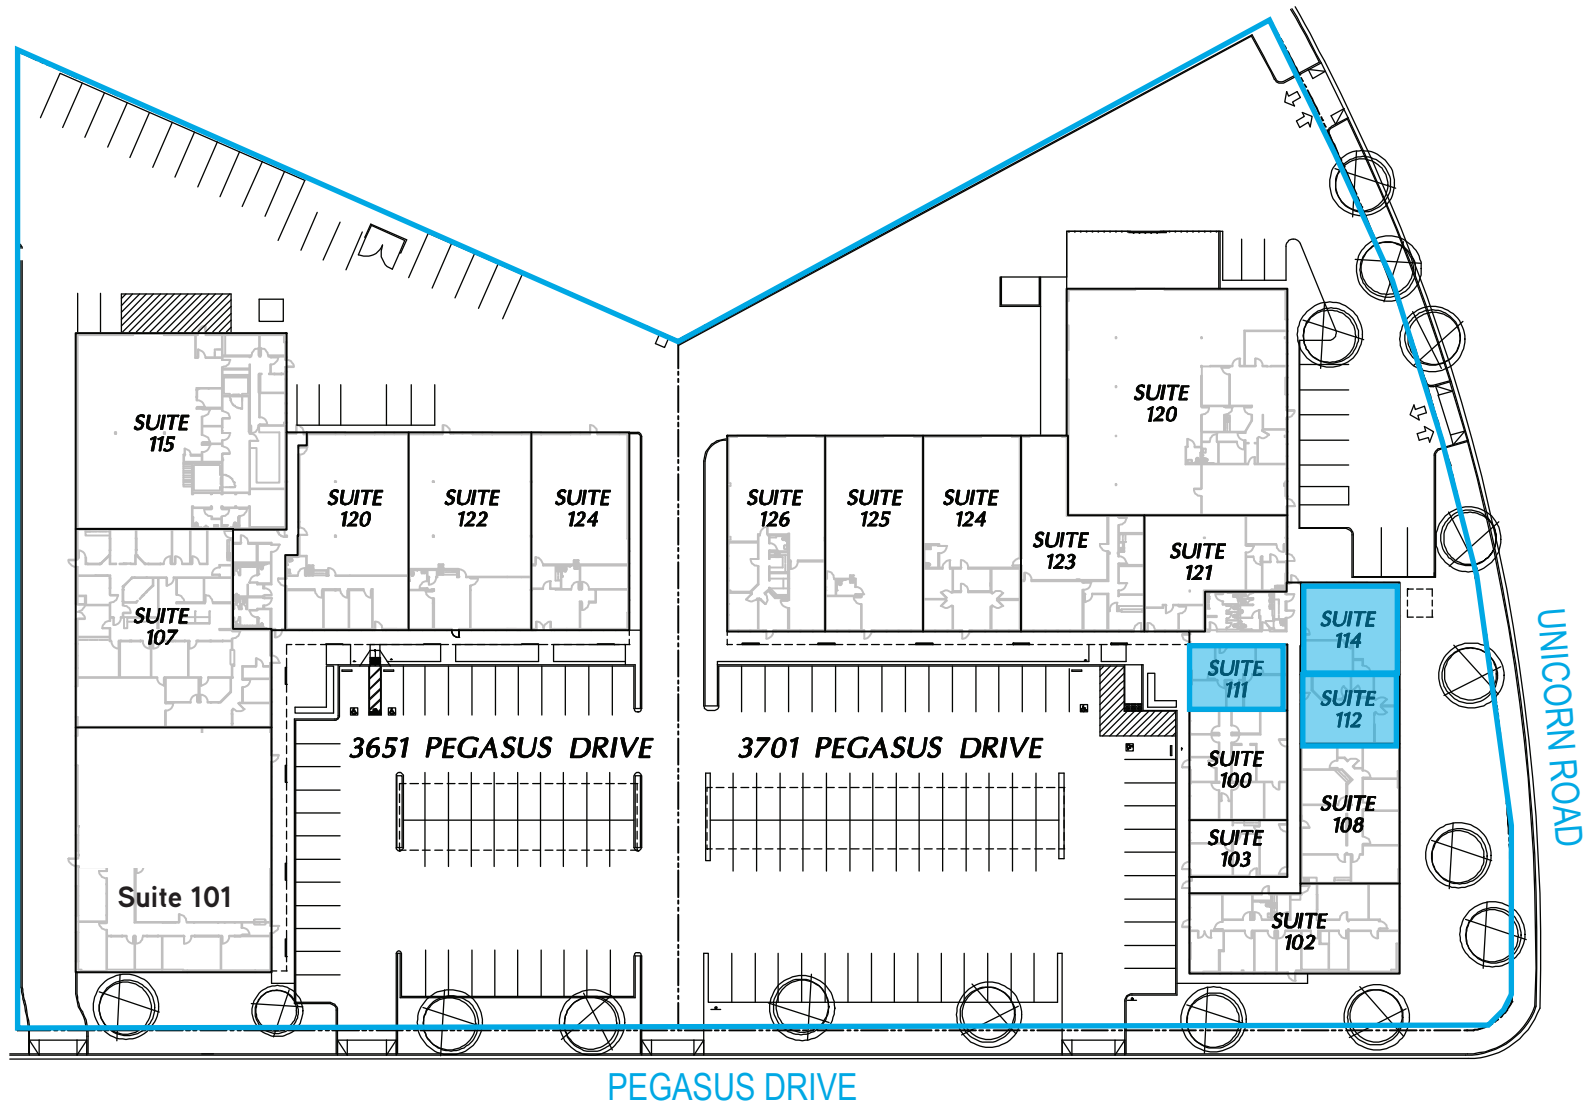 SUITE
115
SUITE
120
SUITE
122
SUITE
124
SUITE
107
Suite 101
3651 PEGASUS DRIVE
SUITE
126
SUITE
125
SUITE
124
SUITE
123
SUITE
120
SUITE
121
3701 PEGASUS DRIVE
SUITE
114
SUITE
111
SUITE
112
SUITE
100
SUITE
108
SUITE
103
SUITE
102
UNICORN ROAD
PEGASUS DRIVE